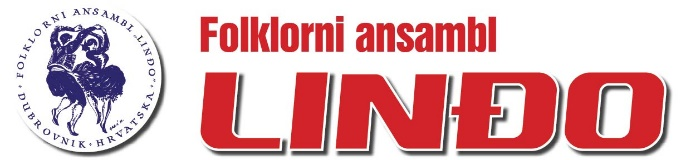 FOLKLORNI ANSAMBL „LINĐO“
DUBROVNIK • HRVATSKA •
Folklorni ansambl
LINĐO